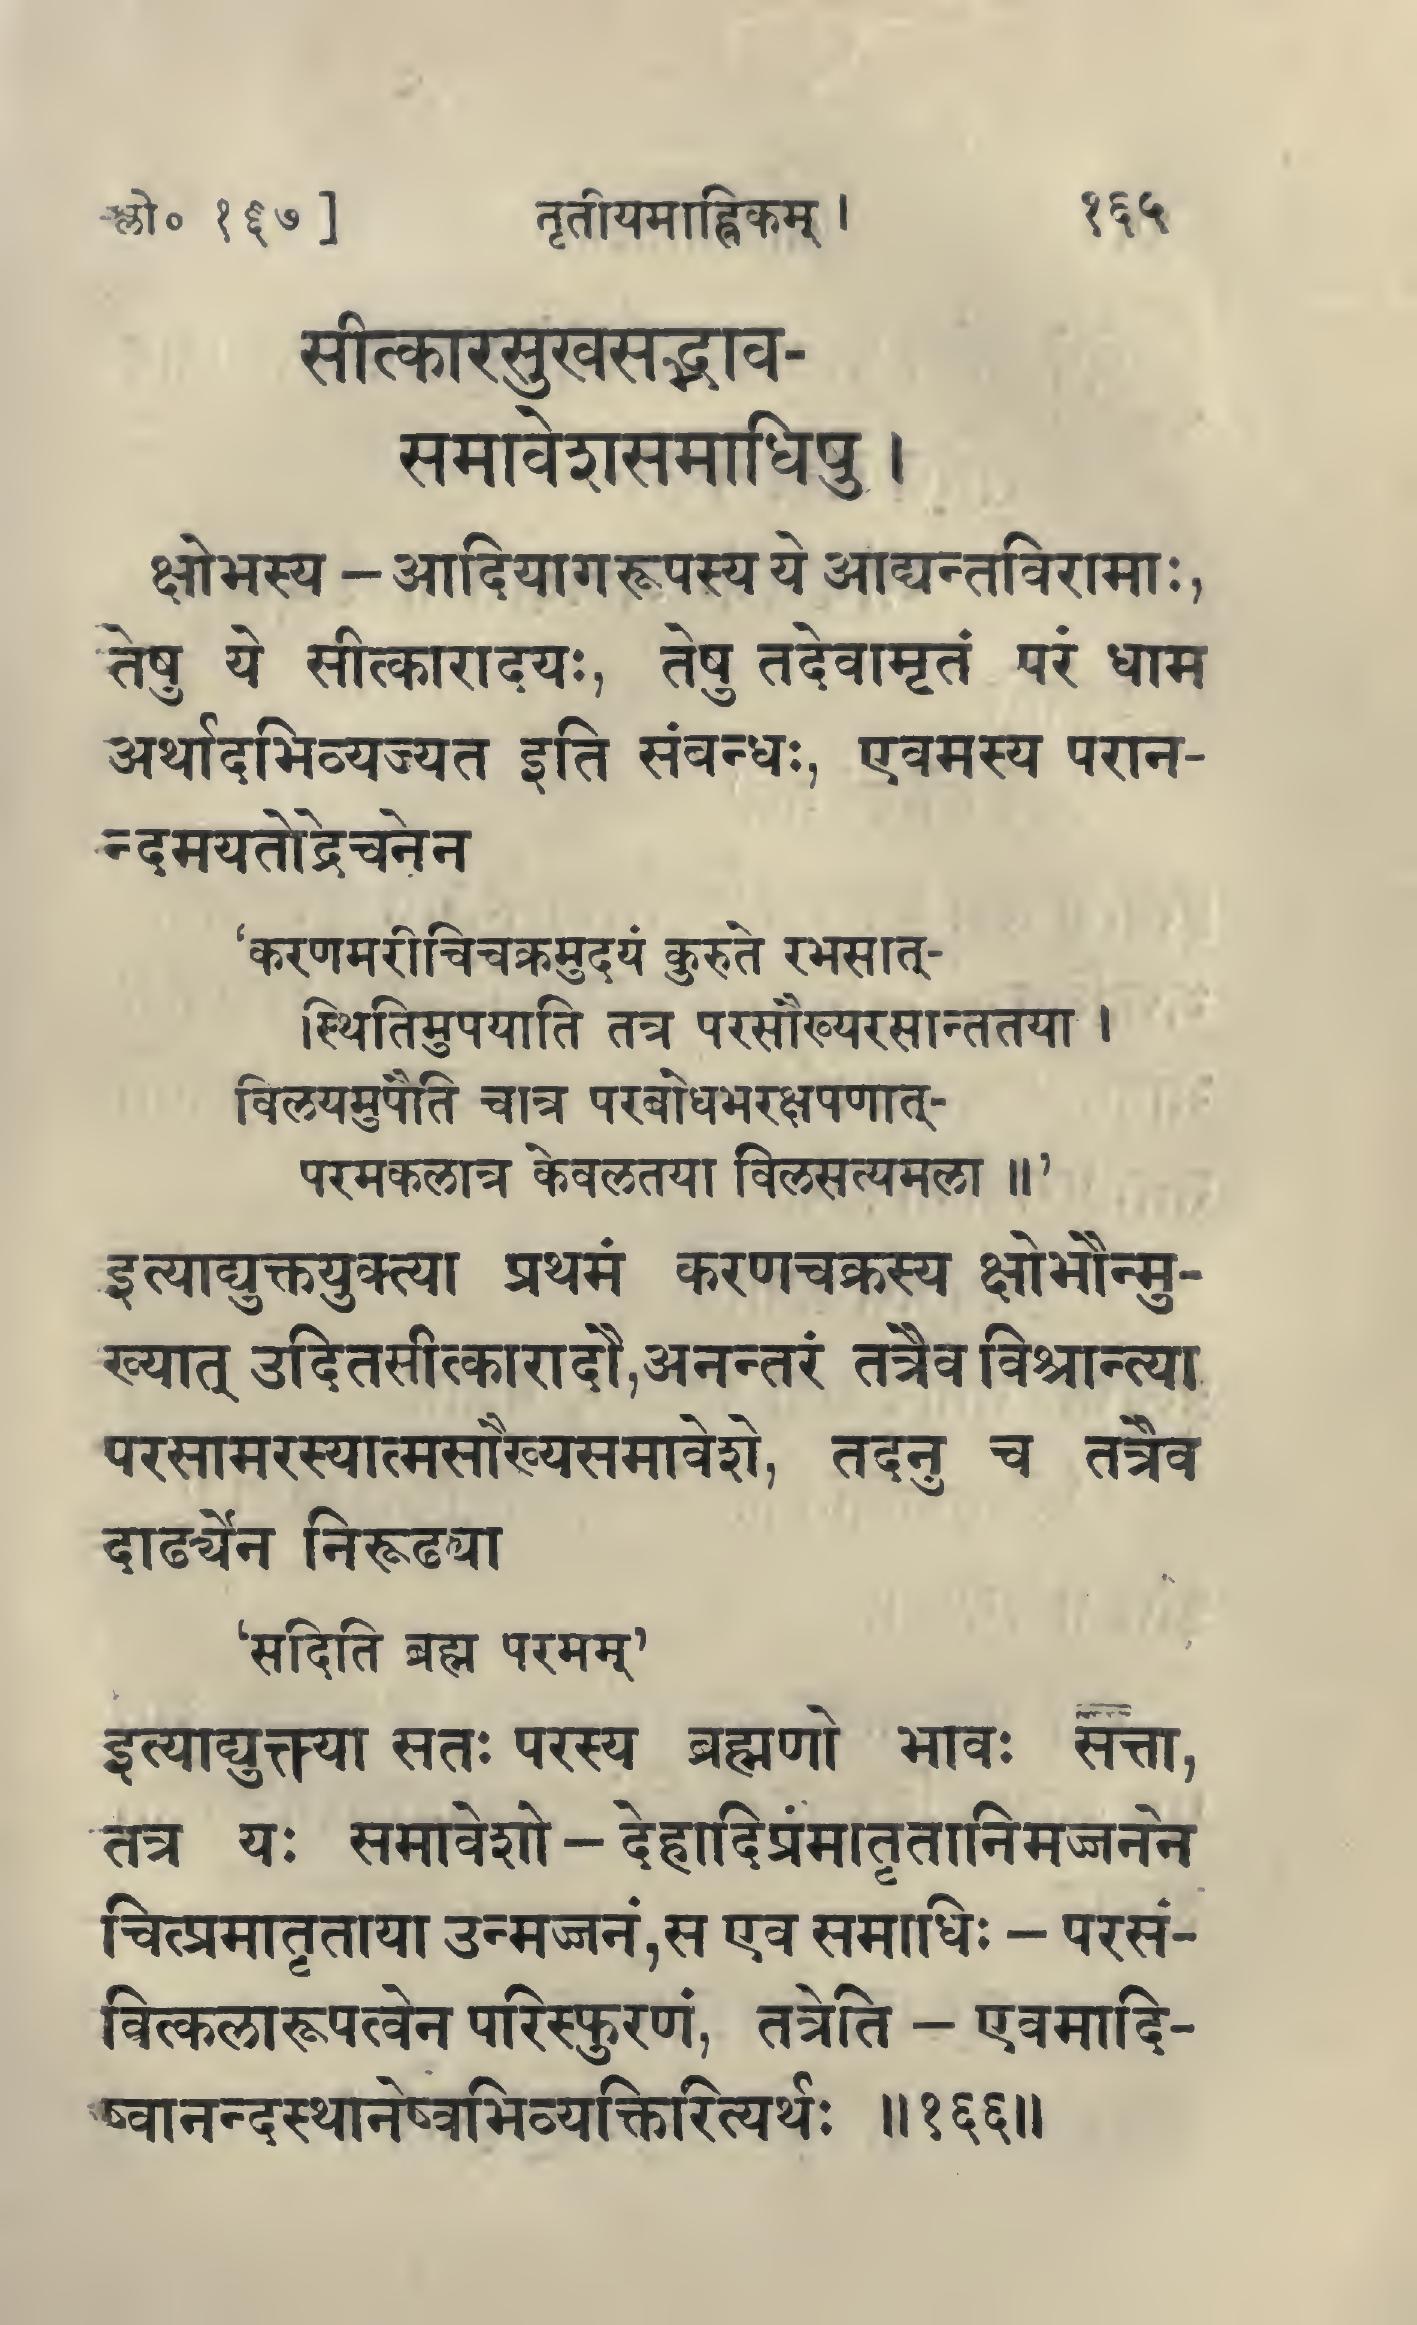 श्लो० १६७ ] तृतीयमाह्निकम् । १६५
सीत्कारसुखसद्भाव-
समावेशसमाधिषु ।
क्षोभस्य – आदियागरूपस्य ये आद्यन्तविरामाः,
तेषु ये सीत्कारादयः, तेषु तदेवामृतं परं धाम
अर्थादभिव्यज्यत इति संबन्धः, एवमस्य परान-
न्दमयतोद्रेचनेन
‘करणमरीचिचक्रमुदयं कुरुते रभसात्-
स्थितिमुपयाति तत्र परसौख्यरसान्ततया ।
विलयमुपैति चात्र परबोधभरक्षपणात्-
परमकलात्र केवलतया विलसत्यमला ॥’
इत्याद्युक्तयुक्त्या प्रथमं करणचक्रस्य क्षोभौन्मु-
ख्यात् उदितसीत्कारादौ, अनन्तरं तत्रैव विश्रान्त्या
परसामरस्यात्मसौख्यसमावेशे, तदनु च तत्रैव
दार्ढ्येन निरूढ्या
‘सदिति ब्रह्म परमम्’
इत्याद्युक्तया सतः परस्य ब्रह्मणो भावः सत्ता,
तत्र यः समावेशो – देहादिप्रंमातृतानिमज्जनेन
चित्प्रमातृताया उन्मज्जनं, स एव समाधिः – परसं-
वित्कलारूपत्वेन परिस्फुरणं, तत्रेति – एवमादि-
ष्वानन्दस्थानेष्वभिव्यक्तिरित्यर्थः ॥१६६॥